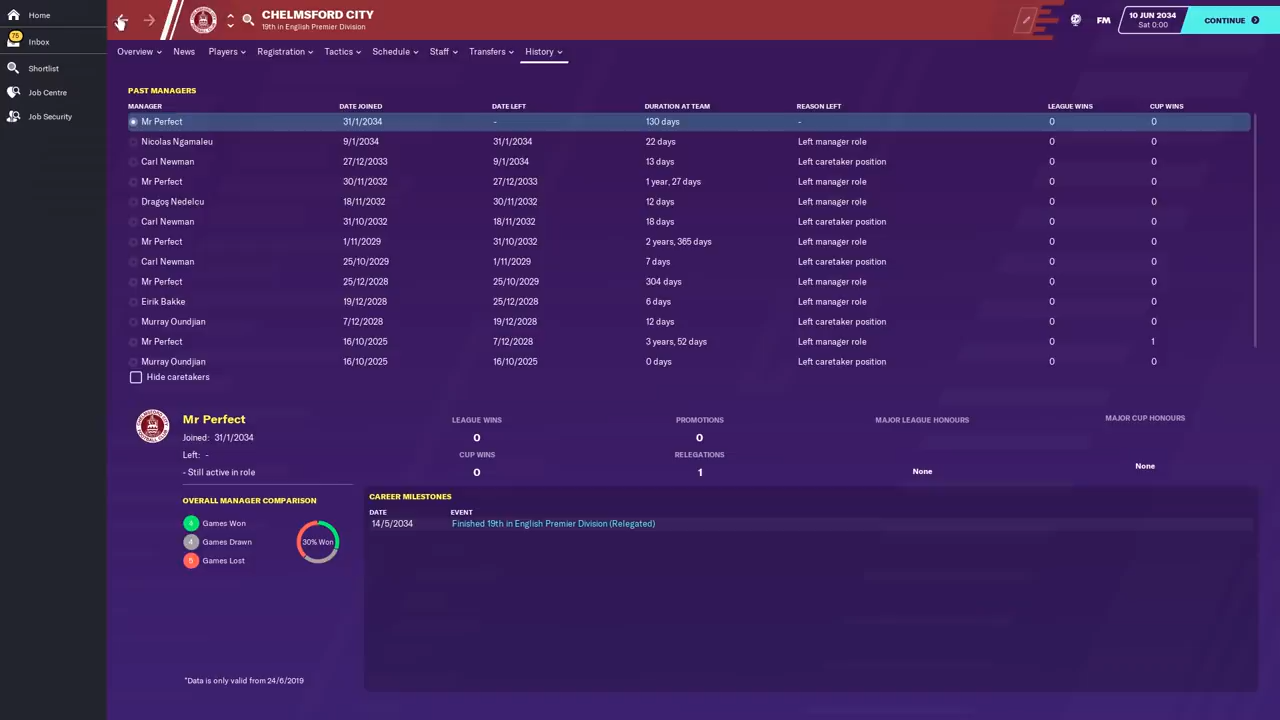 Home
75
Inbox
Shortlist
Job Centre
Job Security
CHELMSFORD CITY
19th in English Premier Division
FM
10 JUN 2034
Sat 0:00
CONTINUE
Overview
News
Players
Registration
Tactics
Schedule
Staff
Transfers
History
PAST MANAGERS
MANAGER DATE JOINED DATE LEFT DURATION AT TEAM REASON LEFT LEAGUE WINS CUP WINS
Mr Perfect 31/1/2034 - 130 days - 0 0
Nicolas Ngamaleu 9/1/2034 31/1/2034 22 days Left manager role 0 0
Carl Newman 27/12/2033 9/1/2034 13 days Left caretaker position 0 0
Mr Perfect 30/11/2032 27/12/2033 1 year, 27 days Left manager role 0 0
Dragoş Nedelcu 18/11/2032 30/11/2032 12 days Left manager role 0 0
Carl Newman 31/10/2032 18/11/2032 18 days Left caretaker position 0 0
Mr Perfect 1/11/2029 31/10/2032 2 years, 365 days Left manager role 0 0
Carl Newman 25/10/2029 1/11/2029 7 days Left caretaker position 0 0
Mr Perfect 25/12/2028 25/10/2029 304 days Left manager role 0 0
Eirik Bakke 19/12/2028 25/12/2028 6 days Left manager role 0 0
Murray Oundjian 7/12/2028 19/12/2028 12 days Left caretaker position 0 0
Mr Perfect 16/10/2025 7/12/2028 3 years, 52 days Left manager role 0 1
Murray Oundjian 16/10/2025 16/10/2025 0 days Left caretaker position 0 0
Hide caretakers
Mr Perfect
Joined: 31/1/2034
Left: -
- Still active in role
LEAGUE WINS
0
CUP WINS
0
PROMOTIONS
0
RELEGATIONS
1
MAJOR LEAGUE HONOURS
None
MAJOR CUP HONOURS
None
OVERALL MANAGER COMPARISON
4 Games Won
4 Games Drawn
5 Games Lost
30% Won
CAREER MILESTONES
DATE EVENT
14/5/2034 Finished 19th in English Premier Division (Relegated)
*Data is only valid from 24/6/2019